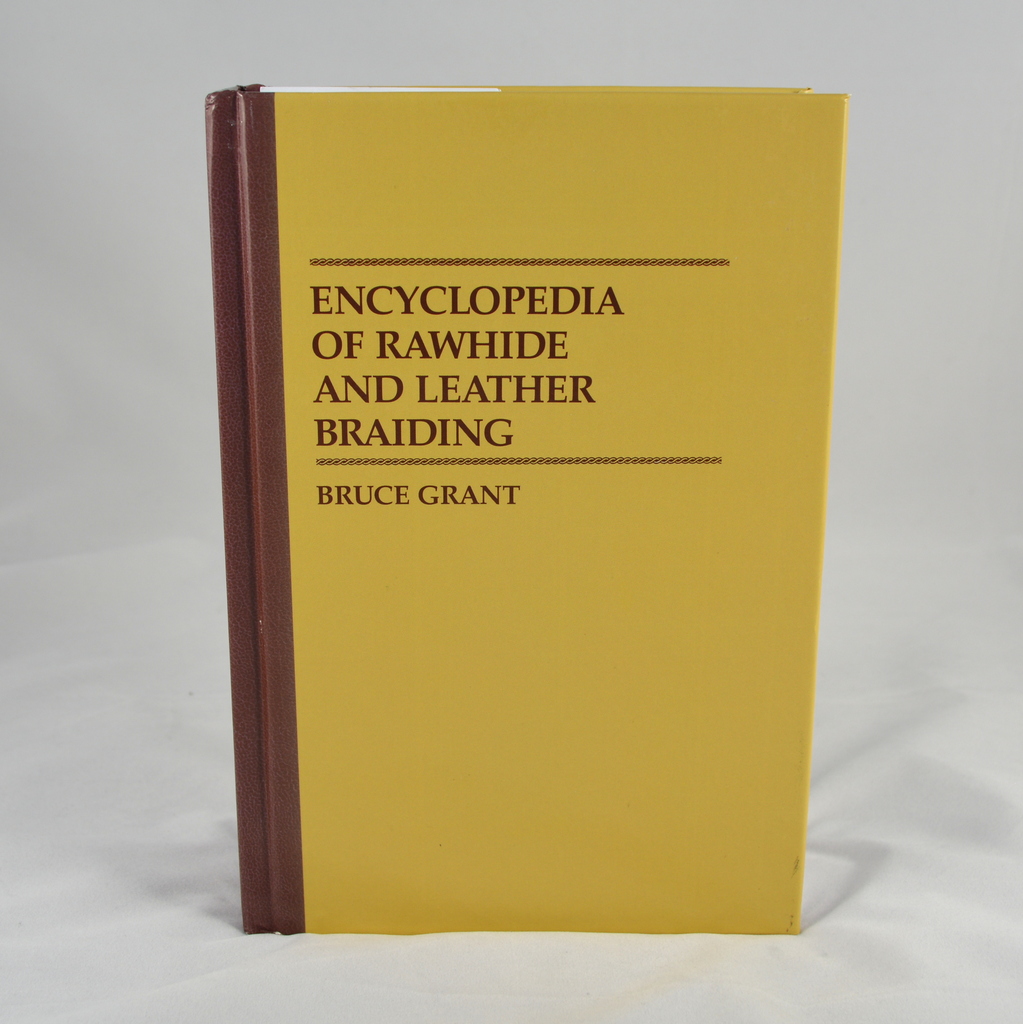 ENCYCLOPEDIA
OF RAWHIDE
AND LEATHER
BRAIDING
BRUCE GRANT